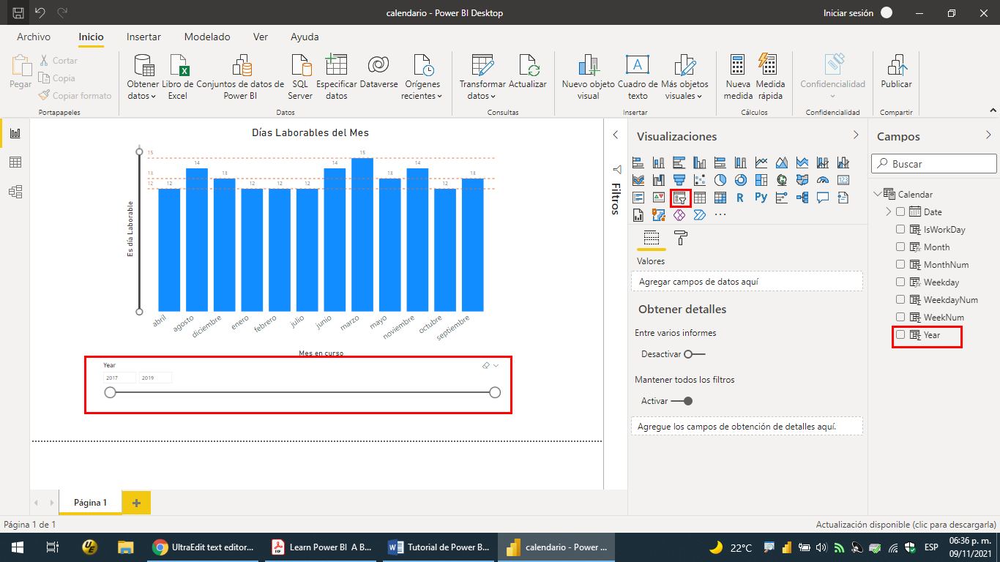 calendario - Power BI Desktop
Iniciar sesión
Archivo Inicio Insertar Modelado Ver Ayuda
Pegar
Cortar
Copia
Copiar formato
Portapapeles
Obtener datos
Libro de Excel
Conjuntos de datos de Power BI
SQL Server
Especificar datos
Dataverse
Orígenes recientes
Datos
Transformar datos
Actualizar
Consultas
Nuevo objeto visual
Cuadro de texto
Más objetos visuales
Insertar
Nueva medida
Medida rápida
Cálculos
Confidencialidad
Confidencialidad
Publicar
Compartir
Días Laborables del Mes
Es día Laborable
15
13
12
12 14 13 12 12 12 14 15 13 14 12 13
abril agosto diciembre enero febrero julio junio marzo mayo noviembre octubre septiembre
Mes en curso
Year
2017 2019
Filtros
Visualizaciones
R Py
123
Valores
Agregar campos de datos aquí
Obtener detalles
Entre varios informes
Desactivar
Mantener todos los filtros
Activar
Agregue los campos de obtención de detalles aquí.
Campos
Buscar
Calendar
Date
IsWorkDay
Month
MonthNum
Weekday
WeekdayNum
WeekNum
Year
Página 1
Página 1 de 1
Actualización disponible (clic para descargarla)
UltraEdit text editor...
Learn Power BI A B...
Tutorial de Power B...
calendario - Power ...
22°C
ESP
06:36 p. m.
09/11/2021